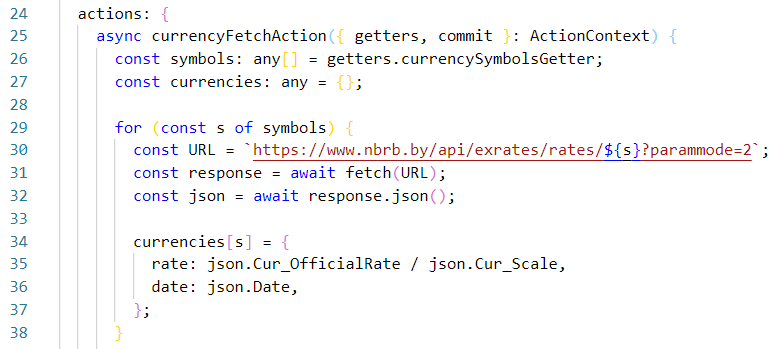 24 actions: {
25 async currencyFetchAction({ getters, commit }: ActionContext) {
26 const symbols: any[] = getters.currencySymbolsGetter;
27 const currencies: any = {};
28
29 for (const s of symbols) {
30 const URL = `https://www.nbrb.by/api/exrates/rates/${s}?parammode=2`;
31 const response = await fetch(URL);
32 const json = await response.json();
33
34 currencies[s] = {
35 rate: json.Cur_OfficialRate / json.Cur_Scale,
36 date: json.Date,
37 };
38 }